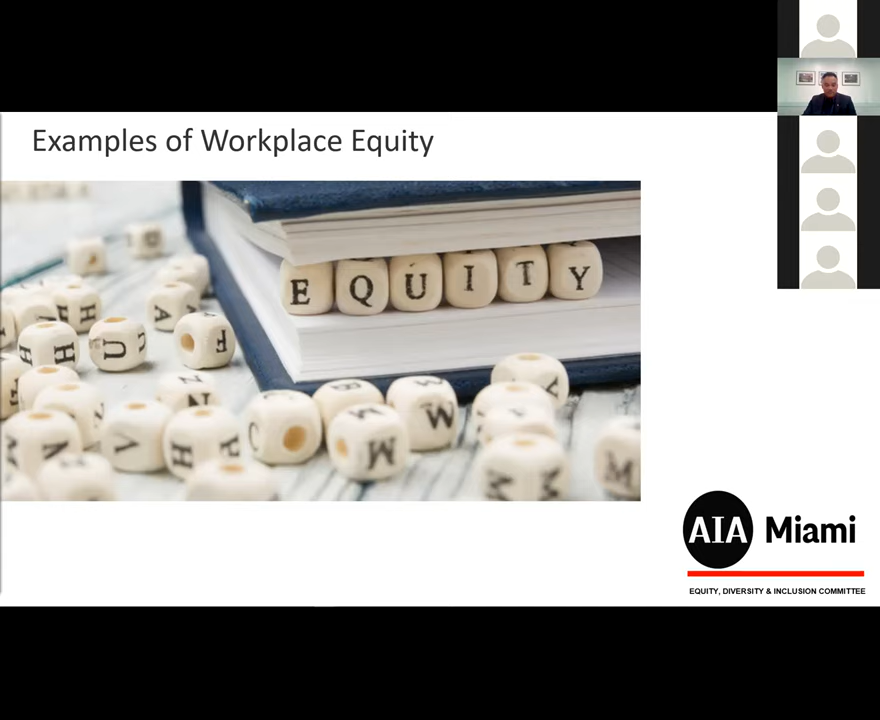 Examples of Workplace Equity
EQUITY
AIA Miami
EQUITY, DIVERSITY & INCLUSION COMMITTEE